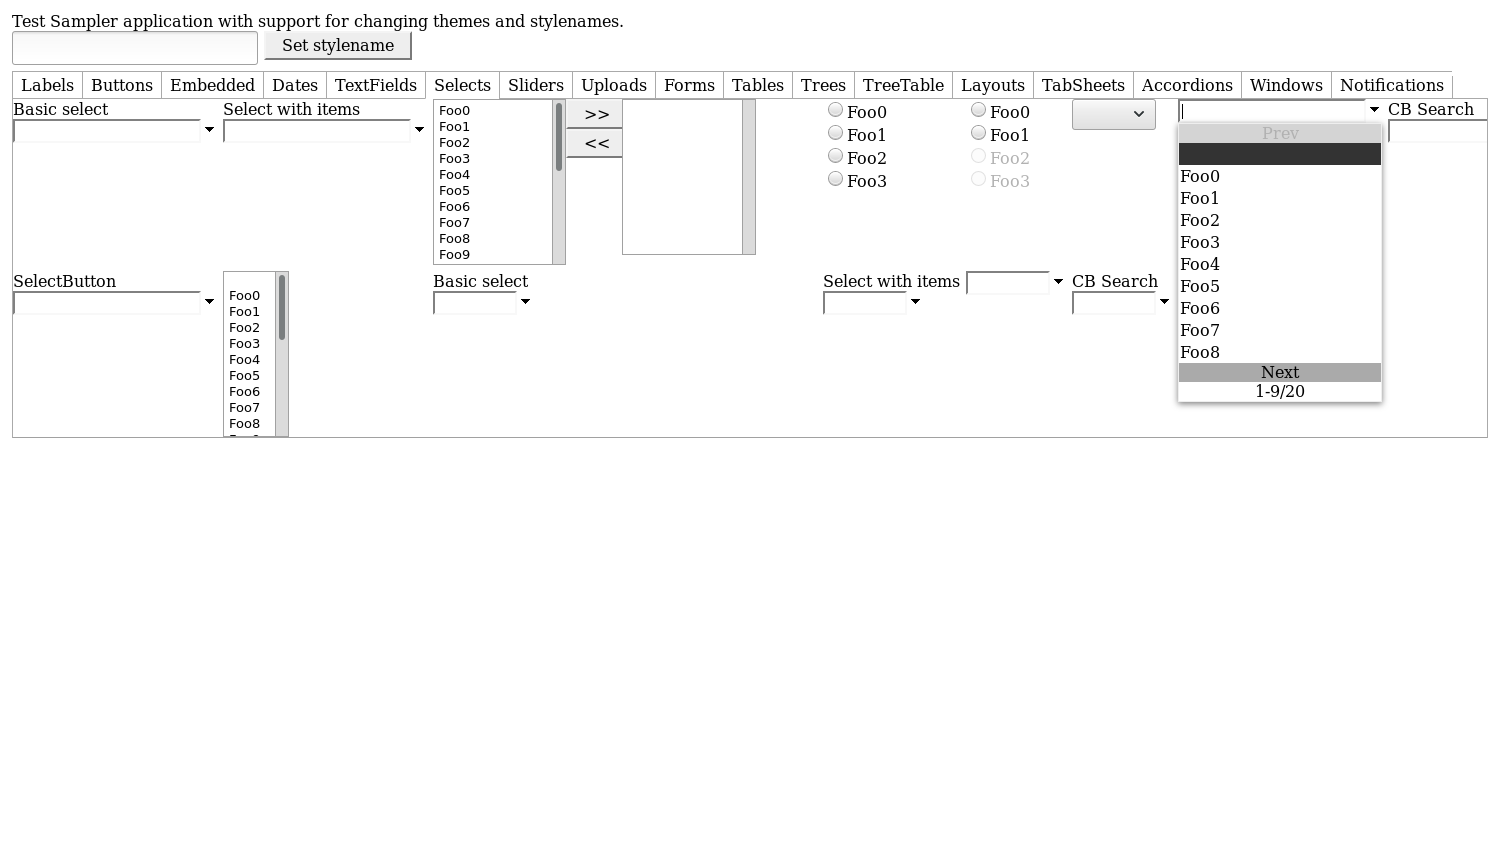 Test Sampler application with support for changing themes and stylenames.
Set stylename
Labels Buttons Embedded Dates TextFields Selects Sliders Uploads Forms Tables Trees TreeTable Layouts TabSheets Accordions Windows Notifications
Basic select
Select with items
Foo0
Foo1
Foo2
Foo3
Foo4
Foo5
Foo6
Foo7
Foo8
Foo9
>>
<<
Foo0
Foo1
Foo2
Foo3
Foo0
Foo1
Foo2
Foo3
CB Search
Prev
Foo0
Foo1
Foo2
Foo3
Foo4
Foo5
Foo6
Foo7
Foo8
Next
1-9/20
SelectButton
Foo0
Foo1
Foo2
Foo3
Foo4
Foo5
Foo6
Foo7
Foo8
Basic select
Select with items
CB Search